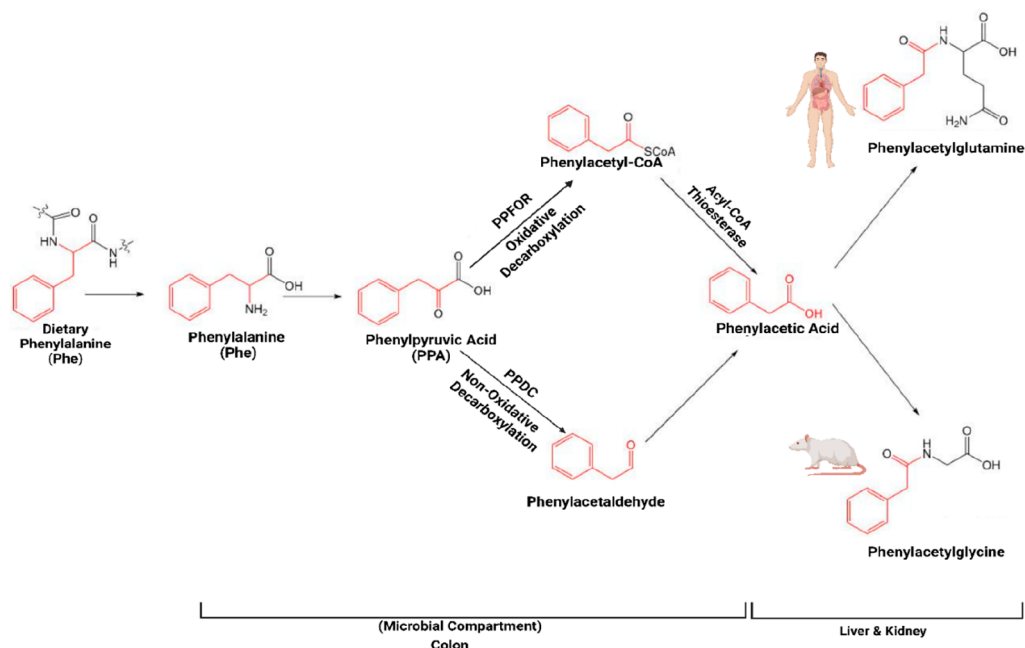 Dietary
Phenylalanine
(Phe)
O
HN
O
N
H
Phenylalanine
(Phe)
O
OH
NH₂
Phenylpyruvic Acid
(PPA)
O
OH
O
PPFOR
Oxidative
Decarboxylation
O
SCoA
Phenylacetyl-CoA
Acyl-CoA
Thioesterase
PPDC
Non-Oxidative
Decarboxylation
O
Phenylacetaldehyde
O
OH
Phenylacetic Acid
O
H
N
O
OH
H₂N
O
Phenylacetylglutamine
O
H
N
O
OH
Phenylacetylglycine
(Microbial Compartment)
Colon
Liver & Kidney